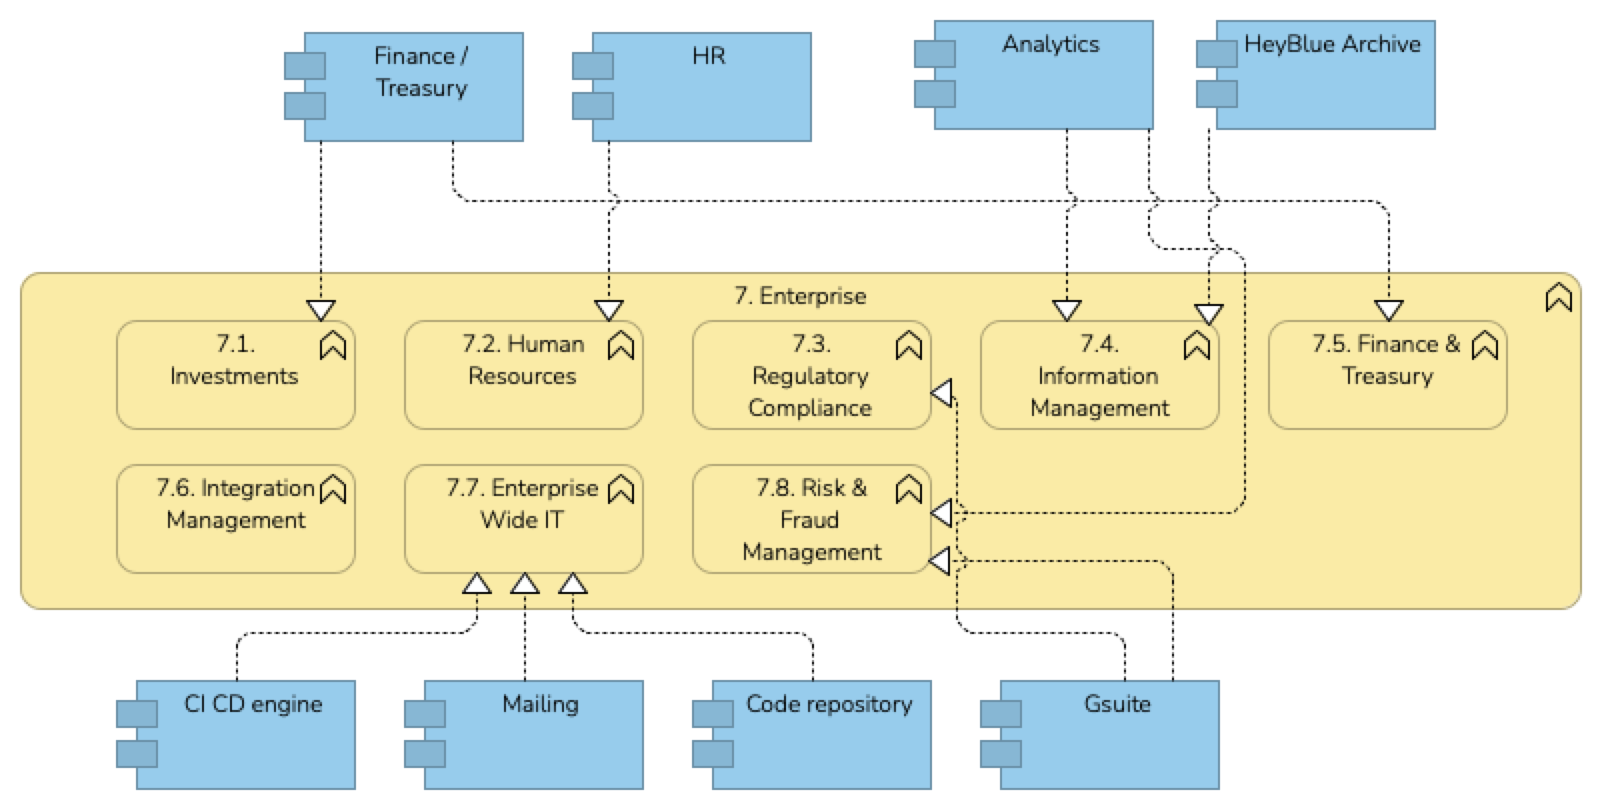 Finance /
Treasury
HR
Analytics
HeyBlue Archive
7. Enterprise
7.1.
Investments
7.2. Human
Resources
7.3.
Regulatory
Compliance
7.4.
Information
Management
7.5. Finance &
Treasury
7.6. Integration
Management
7.7. Enterprise
Wide IT
7.8. Risk &
Fraud
Management
CI CD engine
Mailing
Code repository
Gsuite